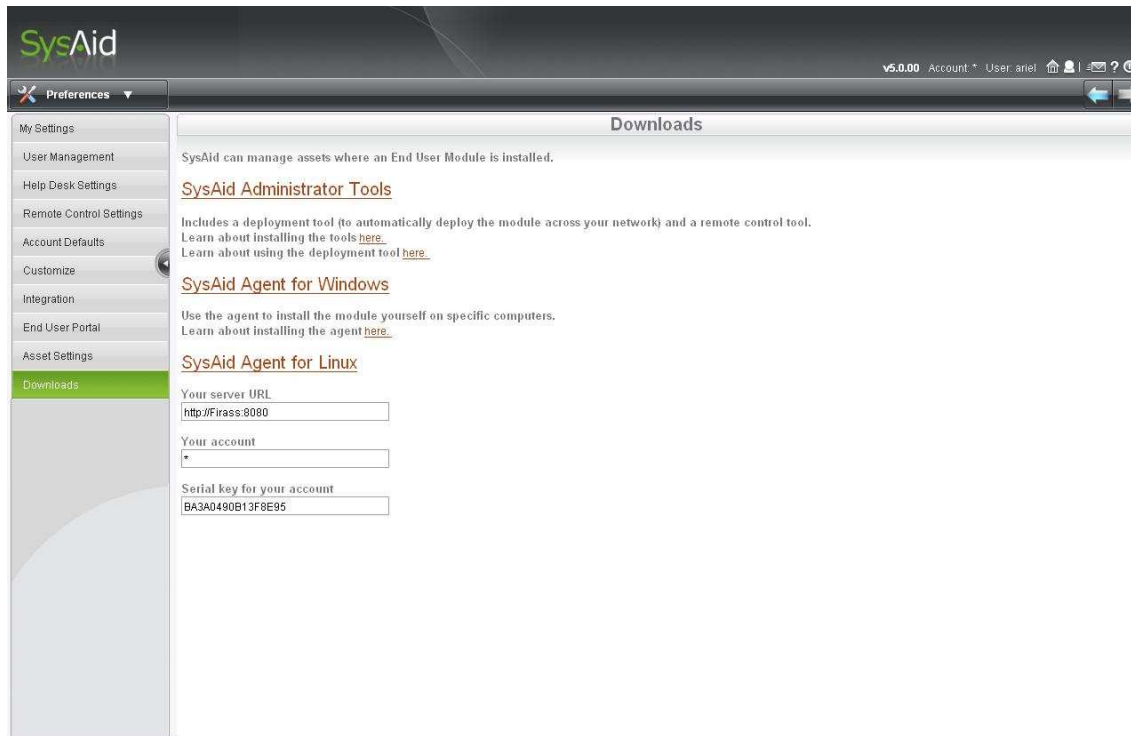 SysAid
v5.0.00 Account: * User: ariel
Preferences
My Settings
User Management
Help Desk Settings
Remote Control Settings
Account Defaults
Customize
Integration
End User Portal
Asset Settings
Downloads
Downloads
SysAid can manage assets where an End User Module is installed.
SysAid Administrator Tools
Includes a deployment tool (to automatically deploy the module across your network) and a remote control tool.
Learn about installing the tools here.
Learn about using the deployment tool here.
SysAid Agent for Windows
Use the agent to install the module yourself on specific computers.
Learn about installing the agent here.
SysAid Agent for Linux
Your server URL
http://Firass:8080
Your account
*
Serial key for your account
BA3A0490B13F8E95